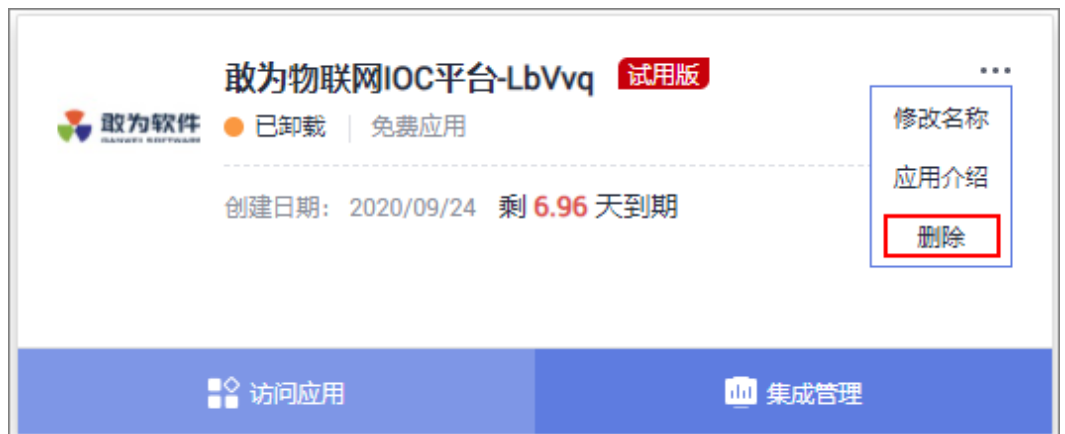 敢为物联网IOC平台-LbVvq 试用版
敢为软件
GANWEI SOFTWARE
已卸载 免费应用
创建日期: 2020/09/24 剩 6.96 天到期
修改名称
应用介绍
删除
访问应用
集成管理